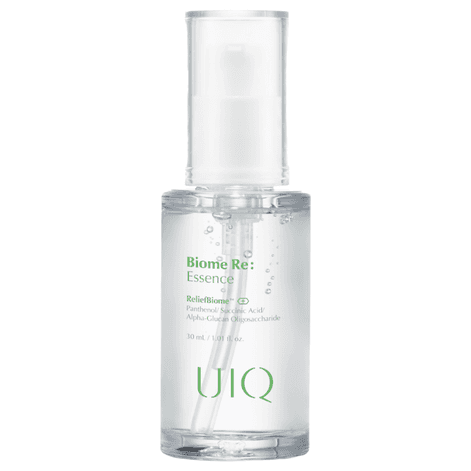 Biome Re:
Essence
ReliefBiome™ +
Panthenol/ Succinic Acid/
Alpha-Glucan Oligosaccharide
30 mL / 1.01 fl. oz.
UIQ